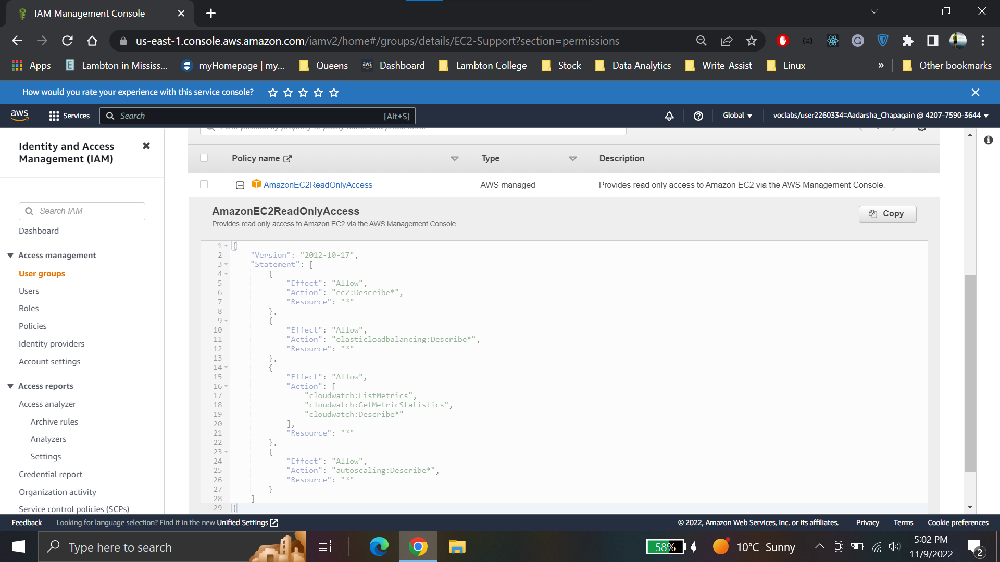 IAM Management Console
us-east-1.console.aws.amazon.com/iamv2/home#/groups/details/EC2-Support?section=permissions
Apps
Lambton in Mississ...
myHomepage | my...
Queens
aws
Dashboard
Lambton College
Stock
Data Analytics
Write_Assist
Linux
»
Other bookmarks
How would you rate your experience with this service console?
aws
Services
Search
[Alt+S]
Global
voclabs/user2260334=Aadarsha_Chapagain @ 4207-7590-3644
Identity and Access
Management (IAM)
Search IAM
Dashboard
Access management
User groups
Users
Roles
Policies
Identity providers
Account settings
Access reports
Access analyzer
Archive rules
Analyzers
Settings
Credential report
Organization activity
Service control policies (SCPs)
Policy name
Type
Description
AmazonEC2ReadOnlyAccess
AWS managed
Provides read only access to Amazon EC2 via the AWS Management Console.
AmazonEC2ReadOnlyAccess
Provides read only access to Amazon EC2 via the AWS Management Console.
Copy
1 {
2 "Version": "2012-10-17",
3 "Statement": [
4 {
5 "Effect": "Allow",
6 "Action": "ec2:Describe*",
7 "Resource": "*"
8 },
9 {
10 "Effect": "Allow",
11 "Action": "elasticloadbalancing:Describe*",
12 "Resource": "*"
13 },
14 {
15 "Effect": "Allow",
16 "Action": [
17 "cloudwatch:ListMetrics",
18 "cloudwatch:GetMetricStatistics",
19 "cloudwatch:Describe*"
20 ],
21 "Resource": "*"
22 },
23 {
24 "Effect": "Allow",
25 "Action": "autoscaling:Describe*",
26 "Resource": "*"
27 }
28 ]
29 }
Feedback
Looking for language selection? Find it in the new Unified Settings
© 2022, Amazon Web Services, Inc. or its affiliates.
Privacy
Terms
Cookie preferences
Type here to search
58%
10°C Sunny
5:02 PM
11/9/2022
2